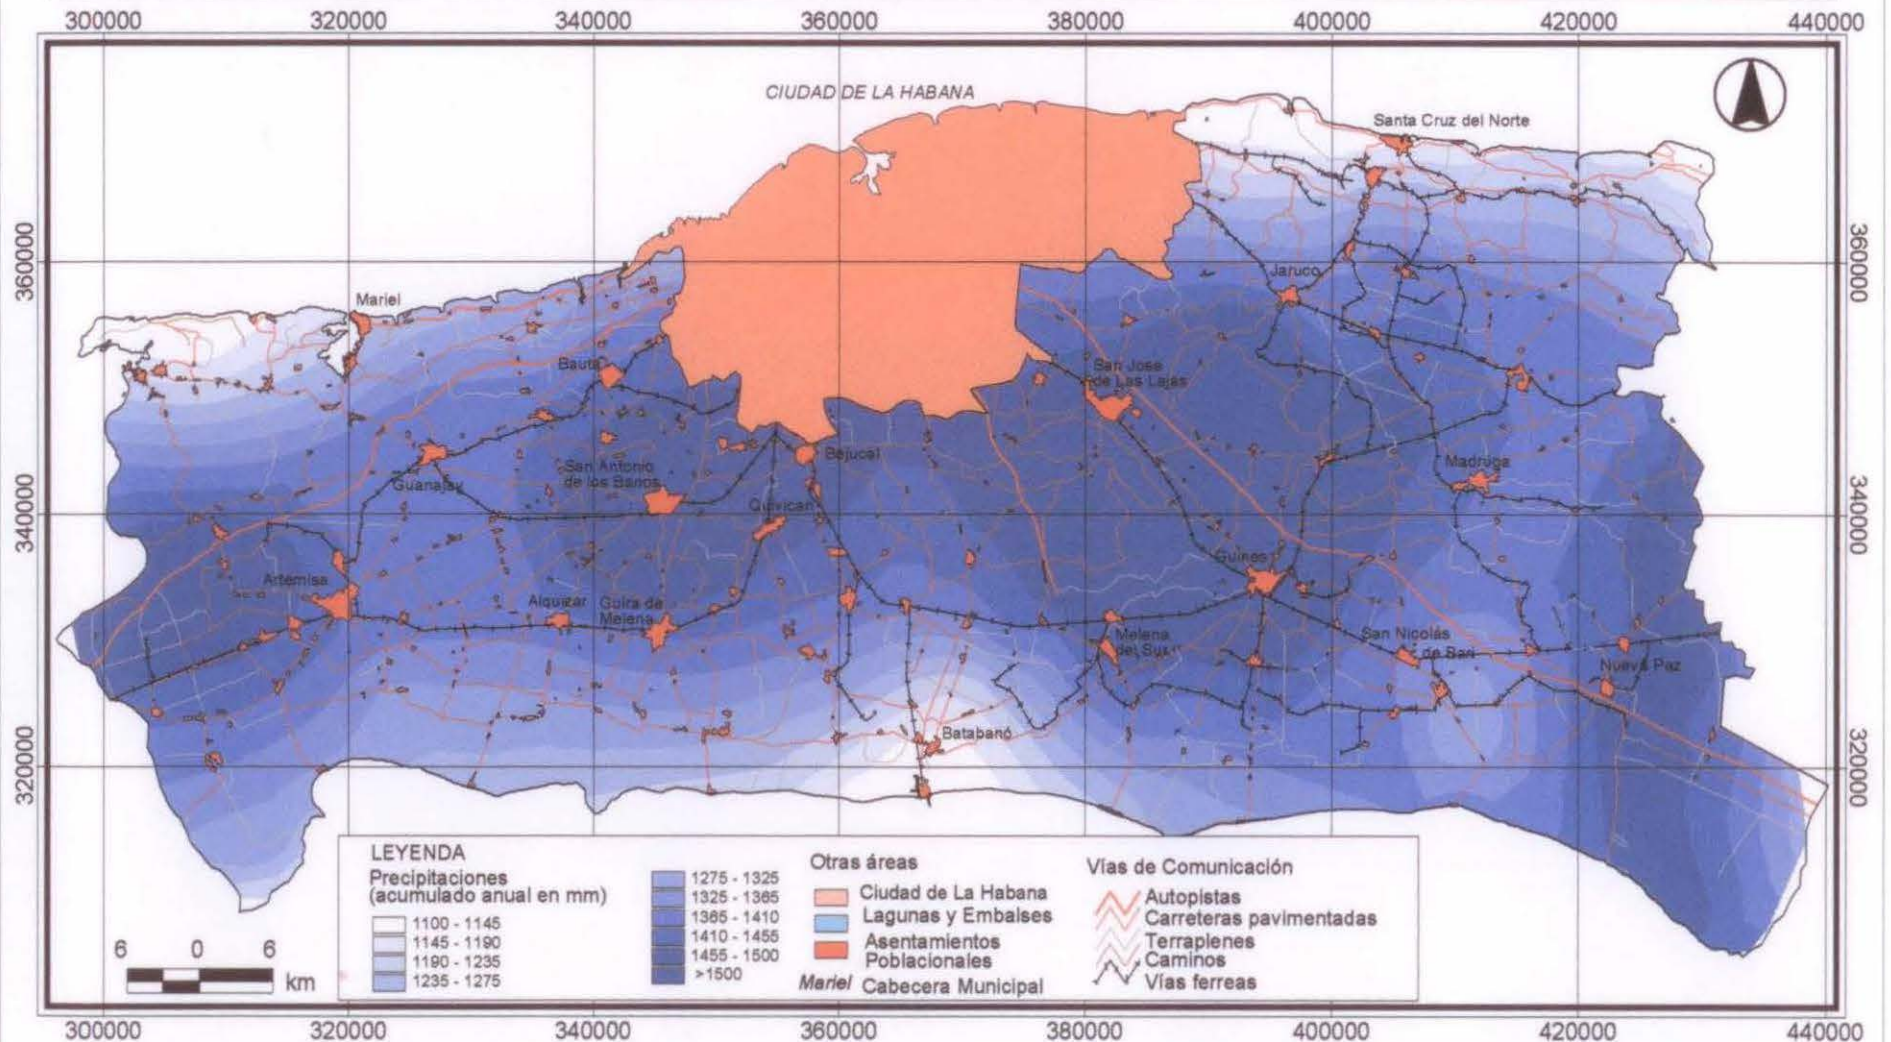 300000 320000 340000 360000 380000 400000 420000 440000
CIUDAD DE LA HABANA
Santa Cruz del Norte
360000
360000
Jaruco
Mariel
Bauta
San Jose
de Las Lajas
Bejucal
Madruga
San Antonio
de los Banos
Guanajay
Quivican
340000
340000
Guines
Artemisa
Alquizar
Guira de
Melena
Melena
del Sur
San Nicolás
de Bari
Nueva Paz
Batabanó
320000
320000
LEYENDA
Precipitaciones
(acumulado anual en mm)
1100 - 1145
1145 - 1190
1190 - 1235
1235 - 1275
1275 - 1325
1325 - 1365
1365 - 1410
1410 - 1455
1455 - 1500
>1500
Otras áreas
Ciudad de La Habana
Lagunas y Embalses
Asentamientos
Poblacionales
Mariel Cabecera Municipal
Vías de Comunicación
Autopistas
Carreteras pavimentadas
Terraplenes
Caminos
Vías ferreas
6 0 6
km
300000 320000 340000 360000 380000 400000 420000 440000